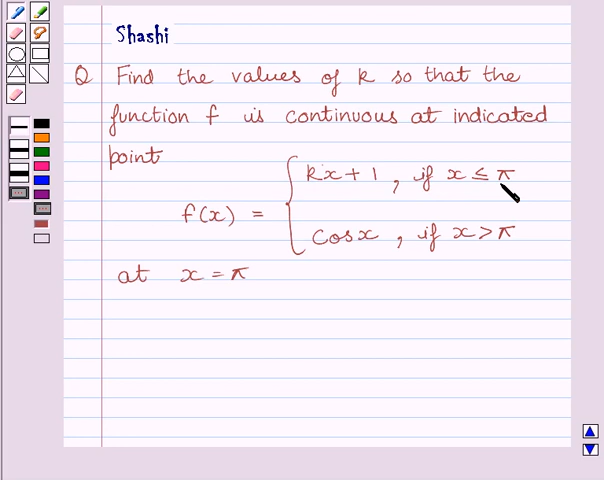 Shashi
Q Find the values of k so that the
function f is continuous at indicated
point
kx + 1, if x ≤ π
f(x) =
cosx, if x > π
at x = π